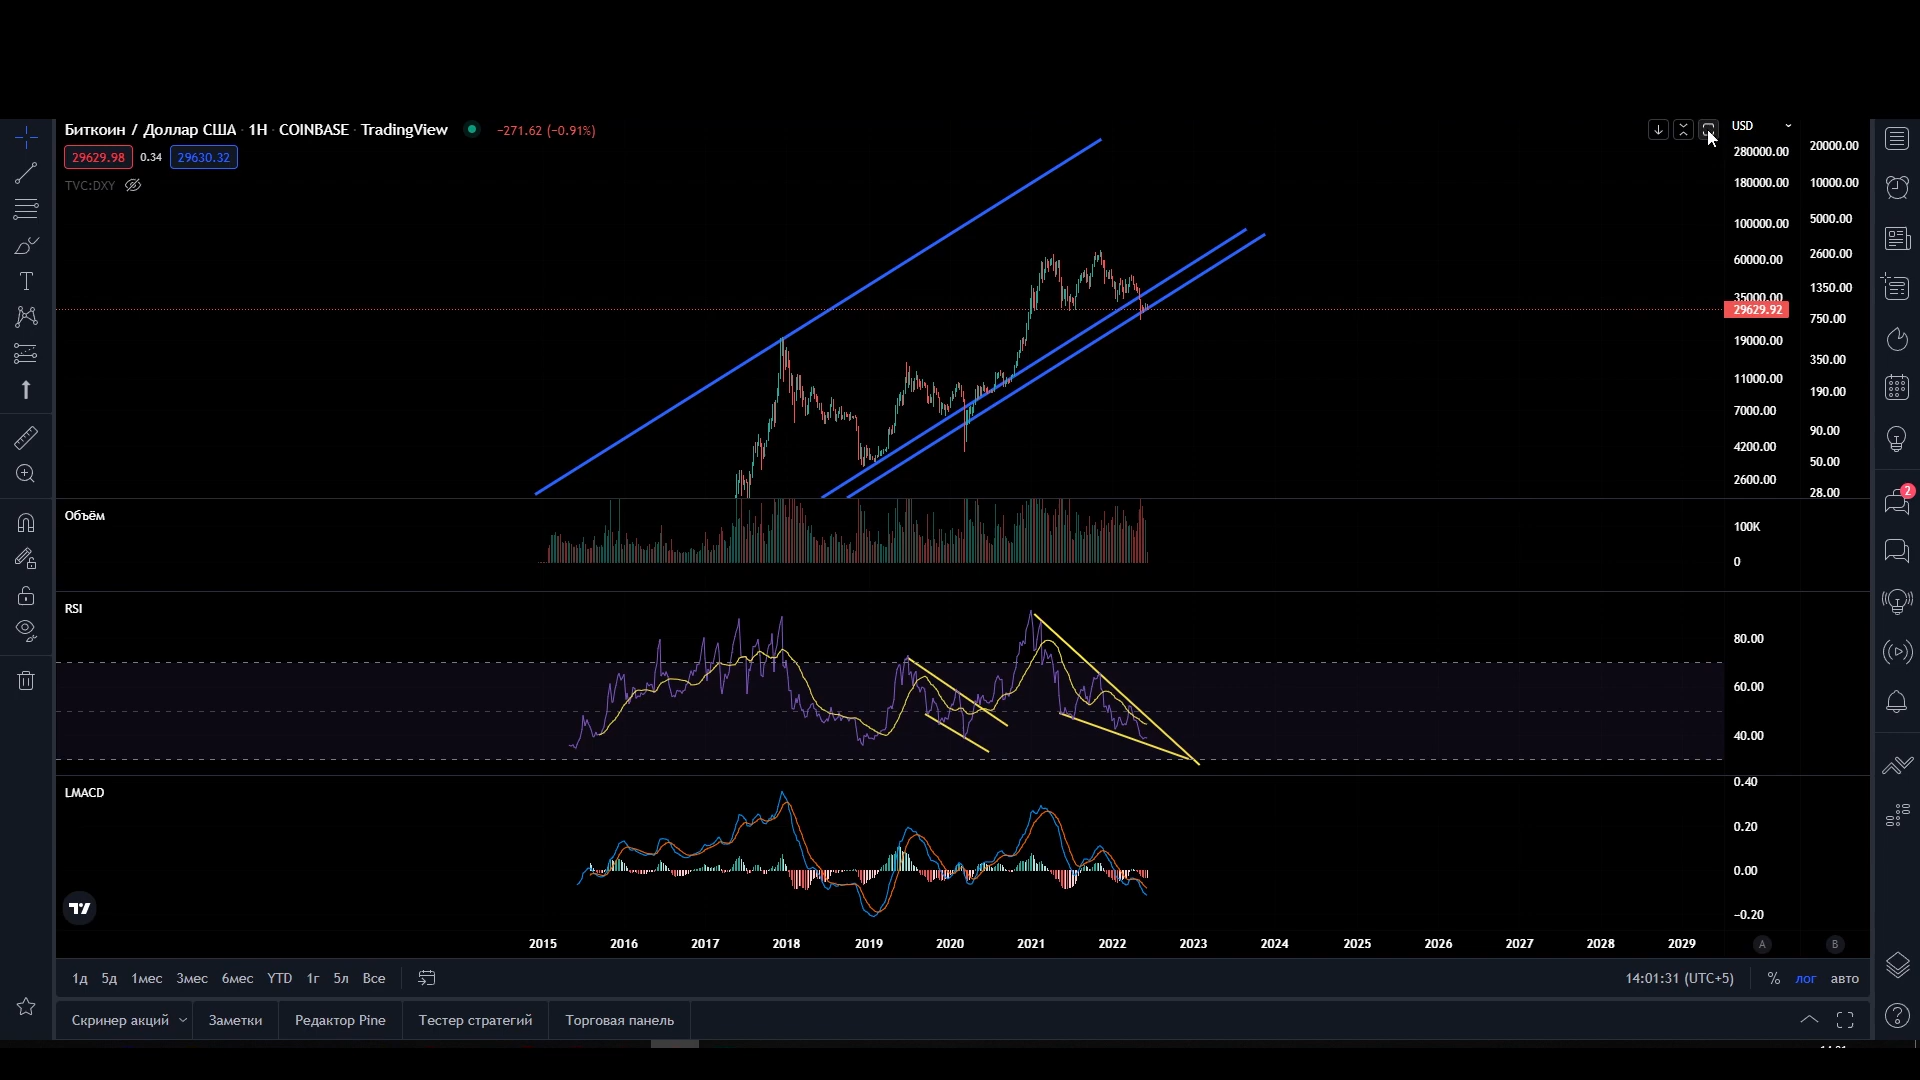 Биткоин / Доллар США · 1Н · COINBASE · TradingView −271.62 (−0.91%)
29629.98 0.34 29630.32
TVC:DXY
USD
280000.00 20000.00
180000.00 10000.00
100000.00 5000.00
60000.00 2600.00
35000.00 1350.00
29629.92 750.00
19000.00 350.00
11000.00 190.00
7000.00 90.00
4200.00 50.00
2600.00 28.00
Объём
100K
0
RSI
80.00
60.00
40.00
LMACD
0.40
0.20
0.00
−0.20
2015 2016 2017 2018 2019 2020 2021 2022 2023 2024 2025 2026 2027 2028 2029 A B
1д 5д 1мес 3мес 6мес YTD 1г 5л Все 14:01:31 (UTC+5) % лог авто
Скринер акций Заметки Редактор Pine Тестер стратегий Торговая панель
2